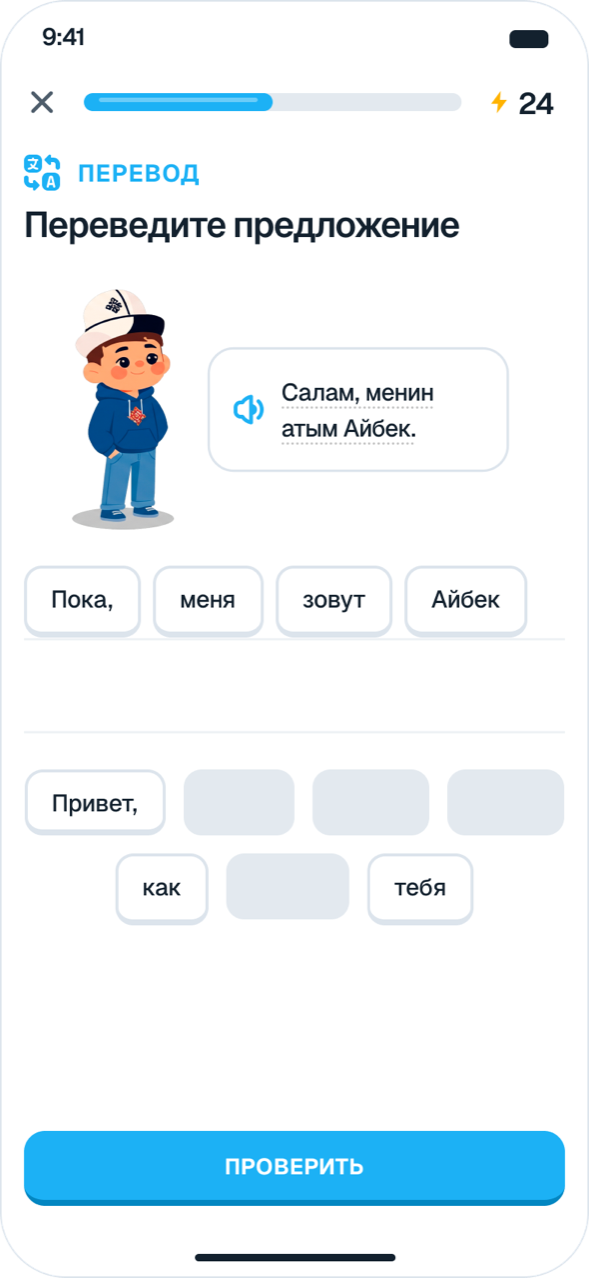 9:41
24
ПЕРЕВОД
Переведите предложение
Салам, менин
атым Айбек.
Пока, меня зовут Айбек
Привет,
как тебя
ПРОВЕРИТЬ